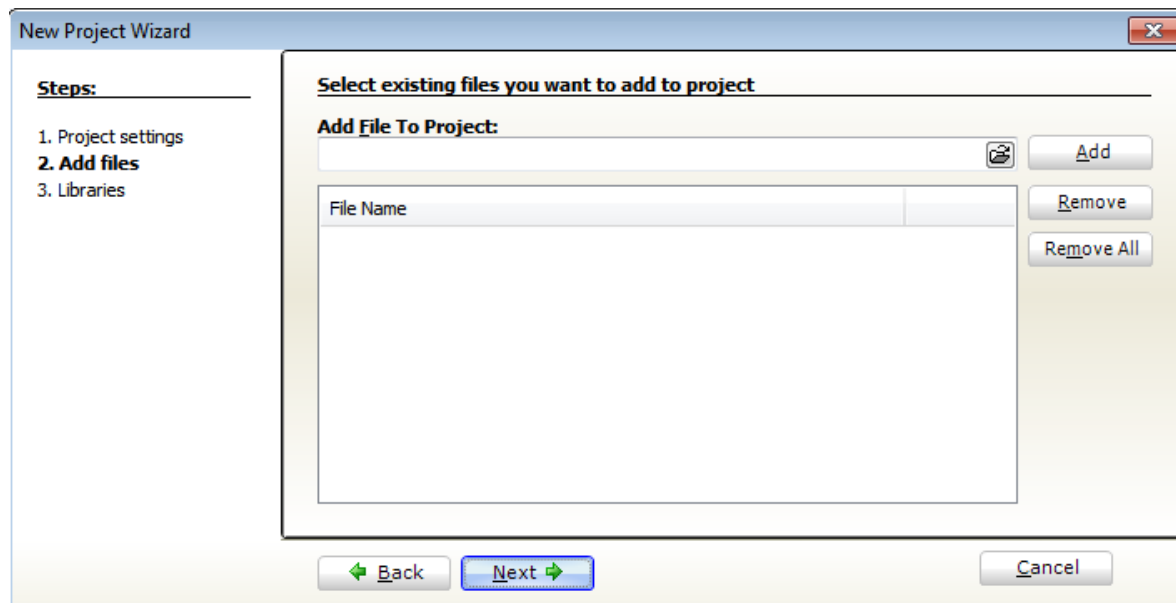 New Project Wizard
Steps:
1. Project settings
2. Add files
3. Libraries
Select existing files you want to add to project
Add File To Project:
Add
File Name
Remove
Remove All
Back
Next
Cancel